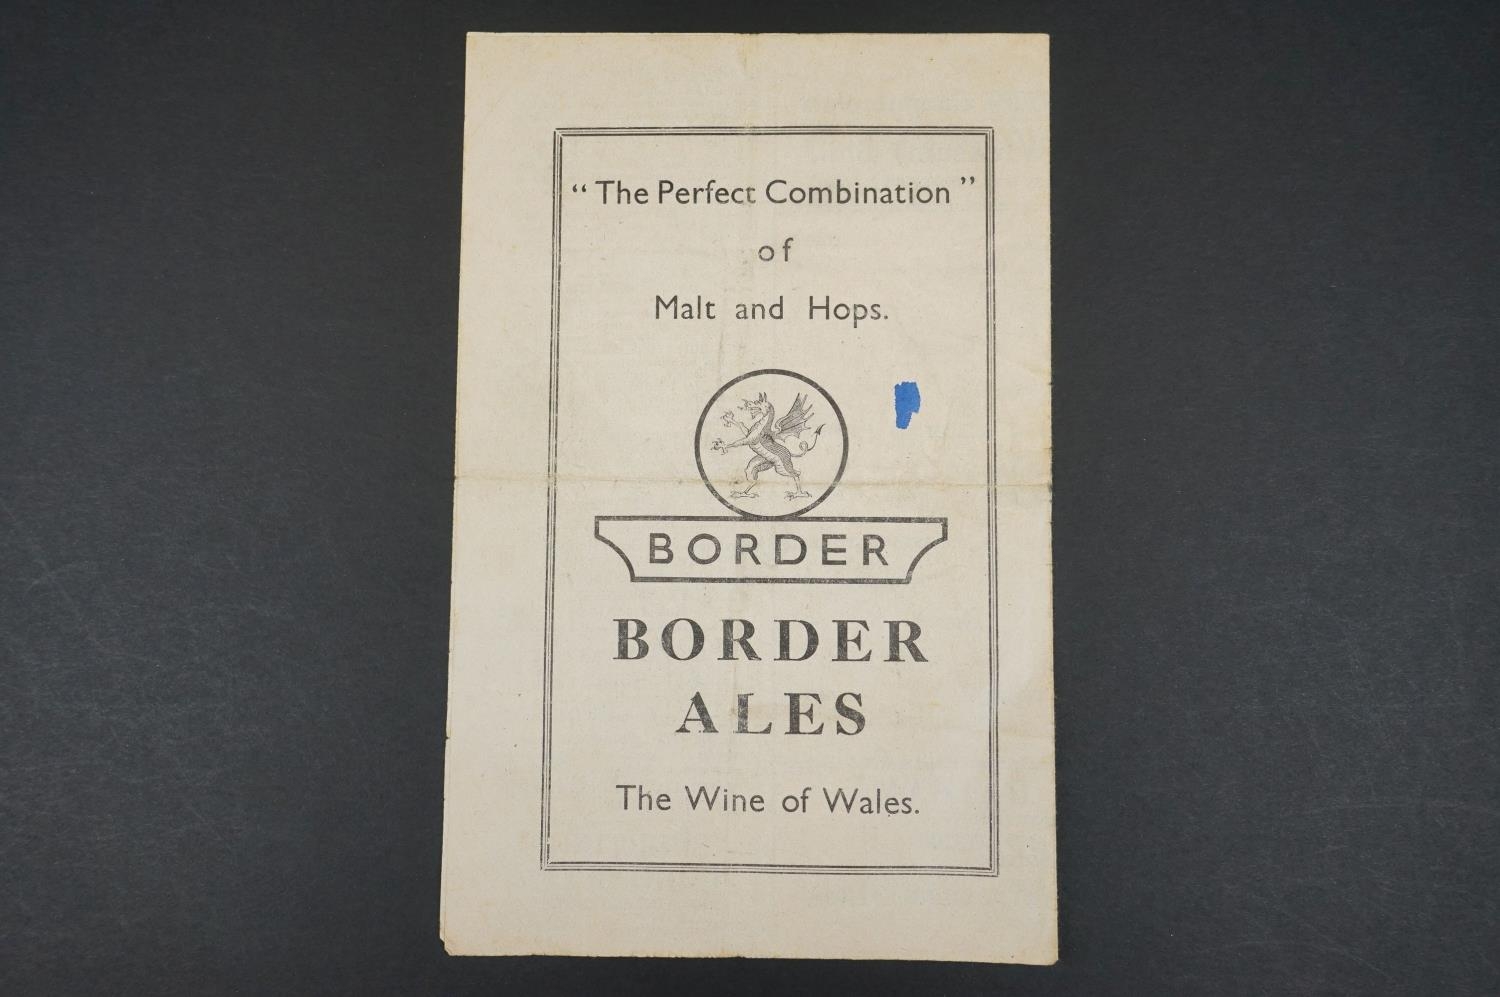 “The Perfect Combination”
of
Malt and Hops.
BORDER
BORDER
ALES
The Wine of Wales.